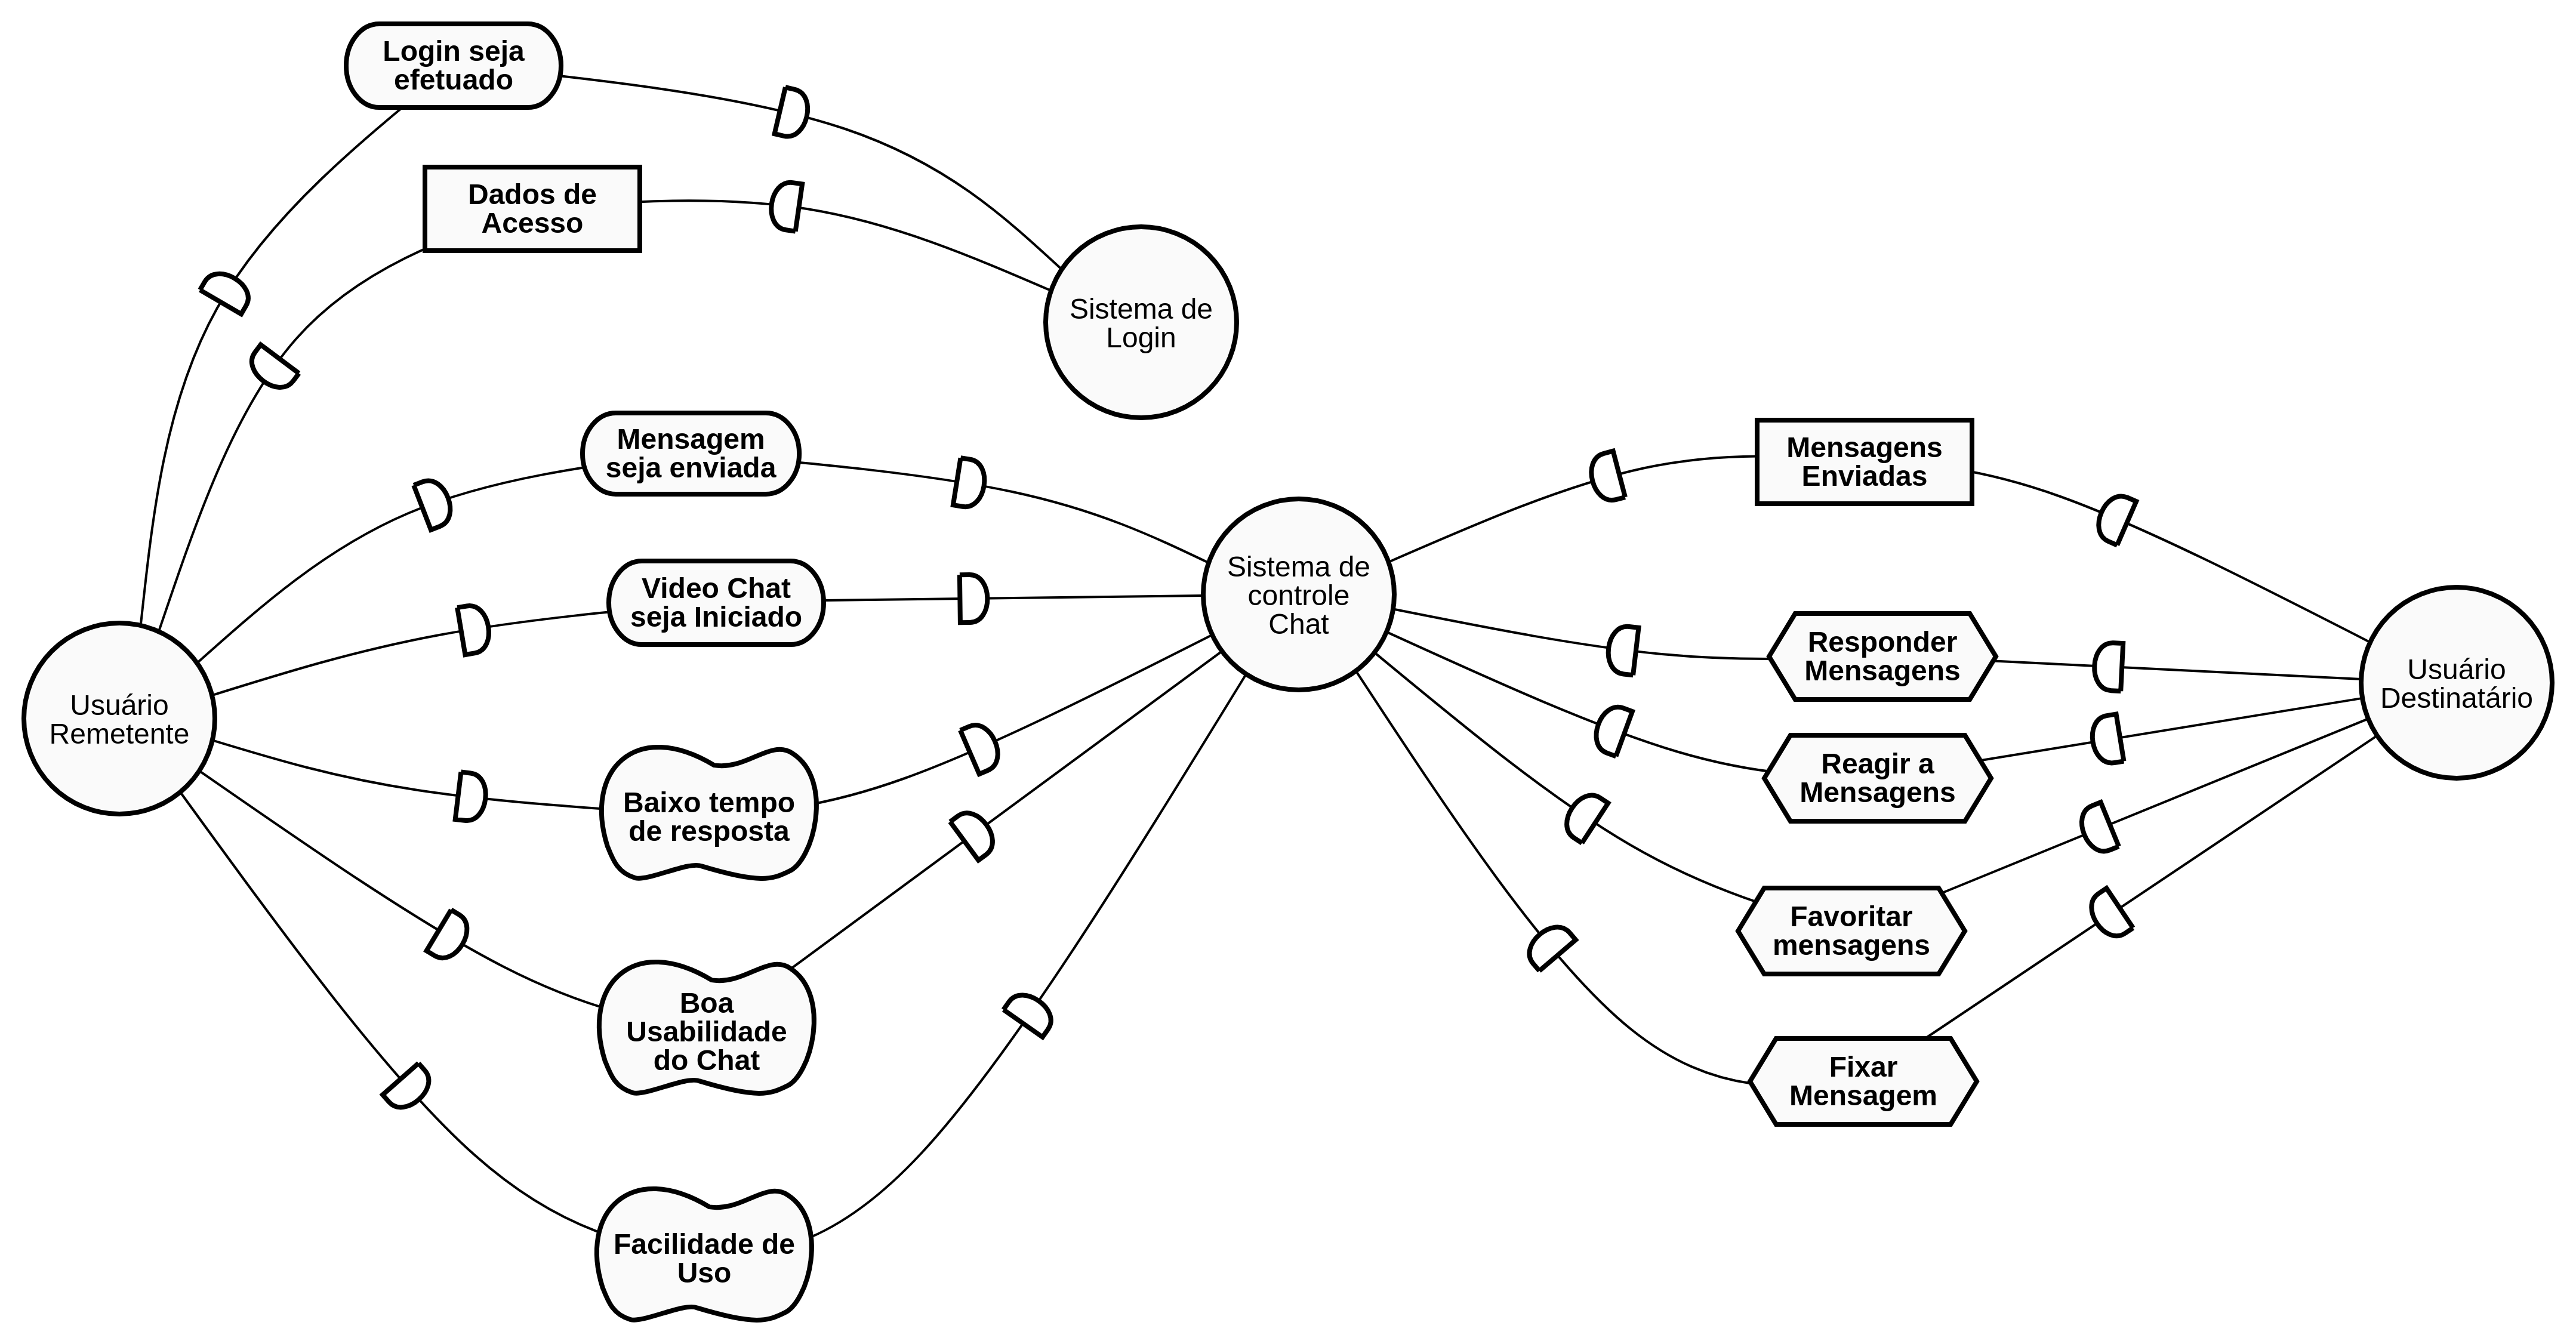 Login seja
efetuado
Dados de
Acesso
Sistema de
Login
Mensagem
seja enviada
Mensagens
Enviadas
Video Chat
seja Iniciado
Sistema de
controle
Chat
Responder
Mensagens
Usuário
Remetente
Usuário
Destinatário
Reagir a
Mensagens
Baixo tempo
de resposta
Favoritar
mensagens
Boa
Usabilidade
do Chat
Fixar
Mensagem
Facilidade de
Uso